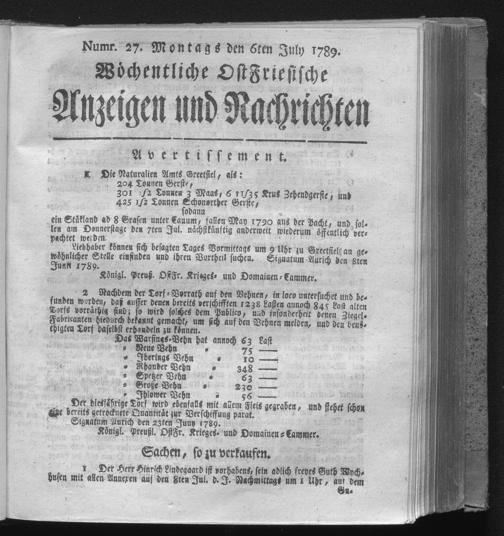 Numr. 27. Montags den 6ten July 1789.
Wöchentliche OstFriesische
Anzeigen und Nachrichten
Avertissement.
1. Die Naturalien Amts Greetsiel, als:
204 Tonnen Gerste,
301 1/2 Tonnen 3 Maas, 6 11/35 Krus Zehendgerste, und
425 1/2 Tonnen Schonorther Gerste,
sodann
ein Stükland ad 8 Grasen unter Canum, fallen May 1790 aus der Pacht, und sol-
len am Donnerstage den 7ten Jul. nächstkünftig anderweit wiederum öffentlich ver-
pachtet werden.
Liebhaber können sich besagten Tages Vormittags um 9 Uhr zu Greetsiel an ge-
wöhnlicher Stelle einfinden und ihren Vortheil suchen. Signatum Aurich den 8ten
Junii 1789.
Königl. Preuß. OstFr. Krieges- und Domainen-Cammer.
2 Nachdem der Torf-Vorrath auf den Vehnen, in loco untersuchet und be-
funden worden, daß ausser denen bereits verschifften 1238 Lasten annoch 845 Last alten
Torfs vorräthig sind; so wird solches dem Publico, und insonderheit denen Ziegel-
Fabricanten hiedurch bekannt gemacht, um sich auf den Vehnen melden, und den benö-
thigten Torf daselbst erhandeln zu können.
Das Warsings-Vehn hat annoch 63 Last
" Neue Vehn " 75 —
" Iherings Vehn " 10 —
" Rhauder Vehn " 348 —
" Spetzer Vehn " 63 —
" Große Vehn " 230 —
" Ihlower Vehn " 56 —
Der diesjährige Torf wird ebenfalls mit allem Fleis gegraben, und stehet schon
eine bereits getrocknete Quantität zur Verschiffung parat.
Signatum Aurich den 23ten Juny 1789.
Königl. Preußl. OstFr. Krieges- und Domainen-Cammer.
Sachen, so zu verkaufen.
1 Der Herr Hinrich Lindegaard ist vorhabens, sein adlich freyes Guth Wych-
husen mit allen Annexen auf den 8ten Jul. d. J. Nachmittags um 1 Uhr, auf dem